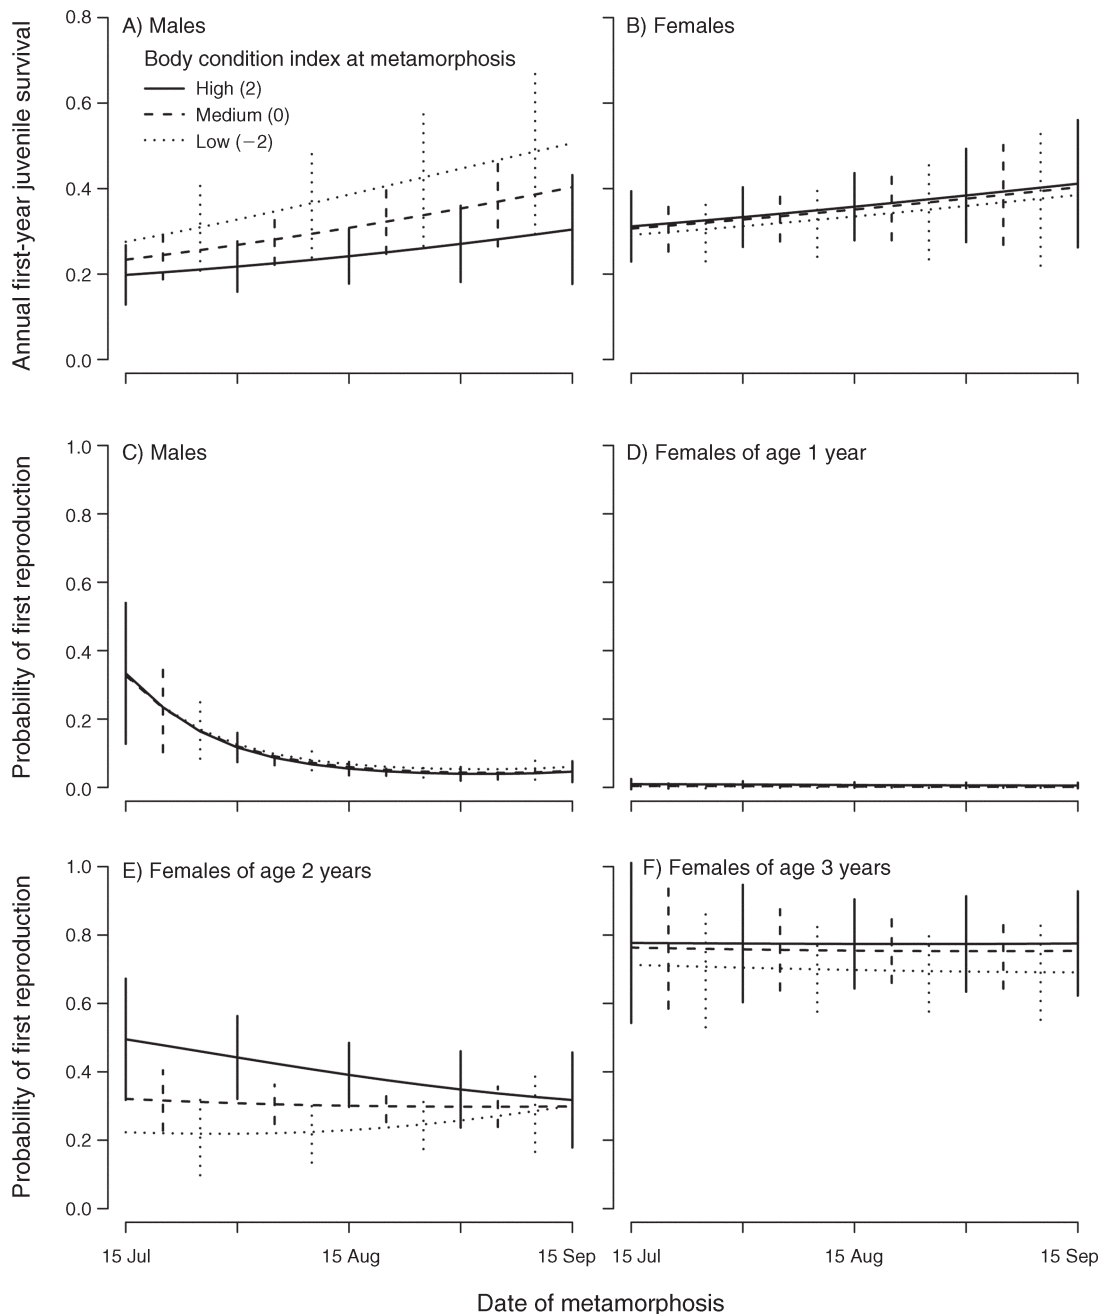 A) Males
B) Females
Body condition index at metamorphosis
High (2)
Medium (0)
Low (−2)
Annual first-year juvenile survival
0.8
0.6
0.4
0.2
0.0
C) Males
D) Females of age 1 year
Probability of first reproduction
1.0
0.8
0.6
0.4
0.2
0.0
E) Females of age 2 years
F) Females of age 3 years
Probability of first reproduction
1.0
0.8
0.6
0.4
0.2
0.0
15 Jul
15 Aug
15 Sep
15 Jul
15 Aug
15 Sep
Date of metamorphosis